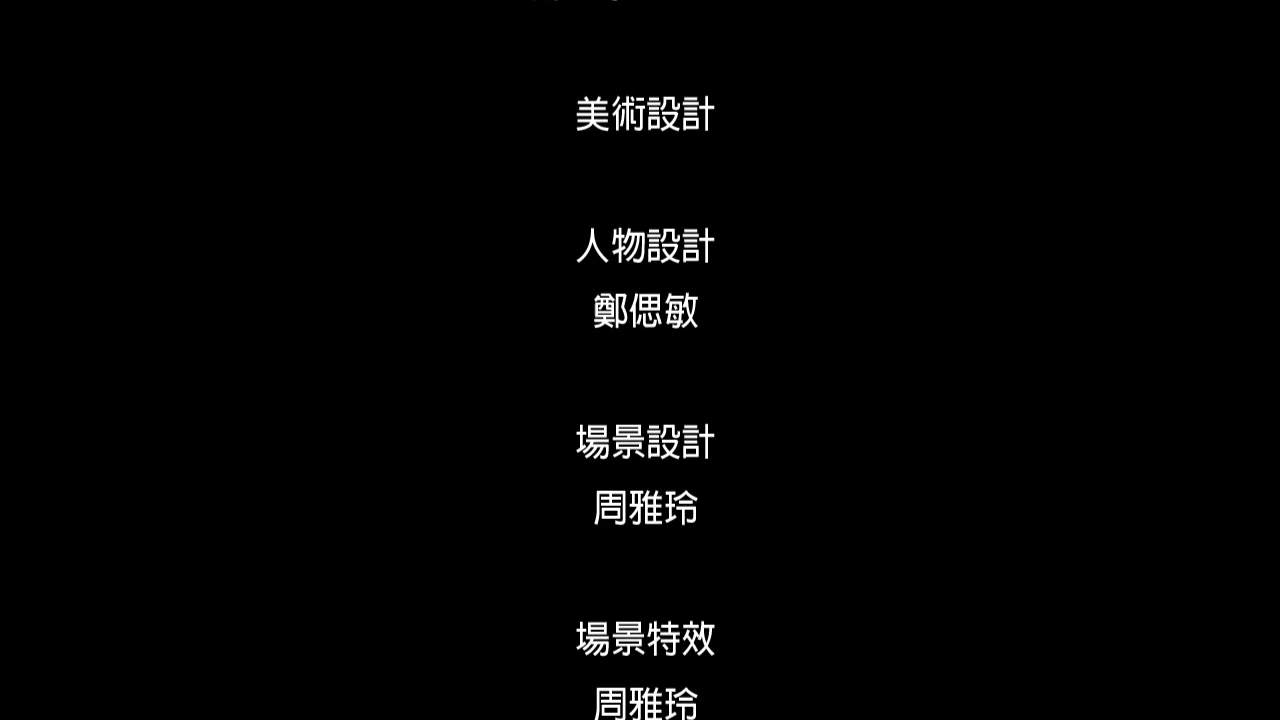 美術設計
人物設計
鄭偲敏
場景設計
周雅玲
場景特效
周雅玲